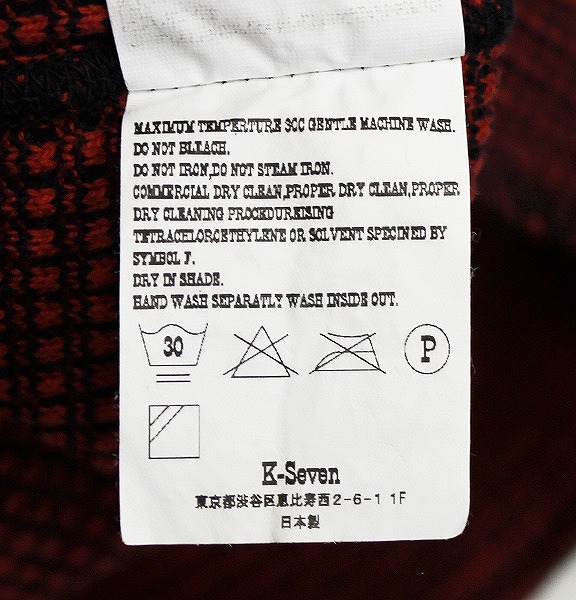 MAXIMUM TEMPERTURE 30C GENTLE MACHINE WASH.
DO NOT BLEACH.
DO NOT IRON,DO NOT STEAM IRON.
COMMERCIAL DRY CLEAN,PROPER DRY CLEAN,PROPER
DRY CLEANING PROCKDUREISING
TETRACHLOROETHYLENE OR SOLVENT SPECINED BY
SYMBOL F.
DRY IN SHADE.
HAND WASH SEPARATLY WASH INSIDE OUT.
30
P
K-Seven
東京都渋谷区恵比寿西2-6-1 1F
日本製